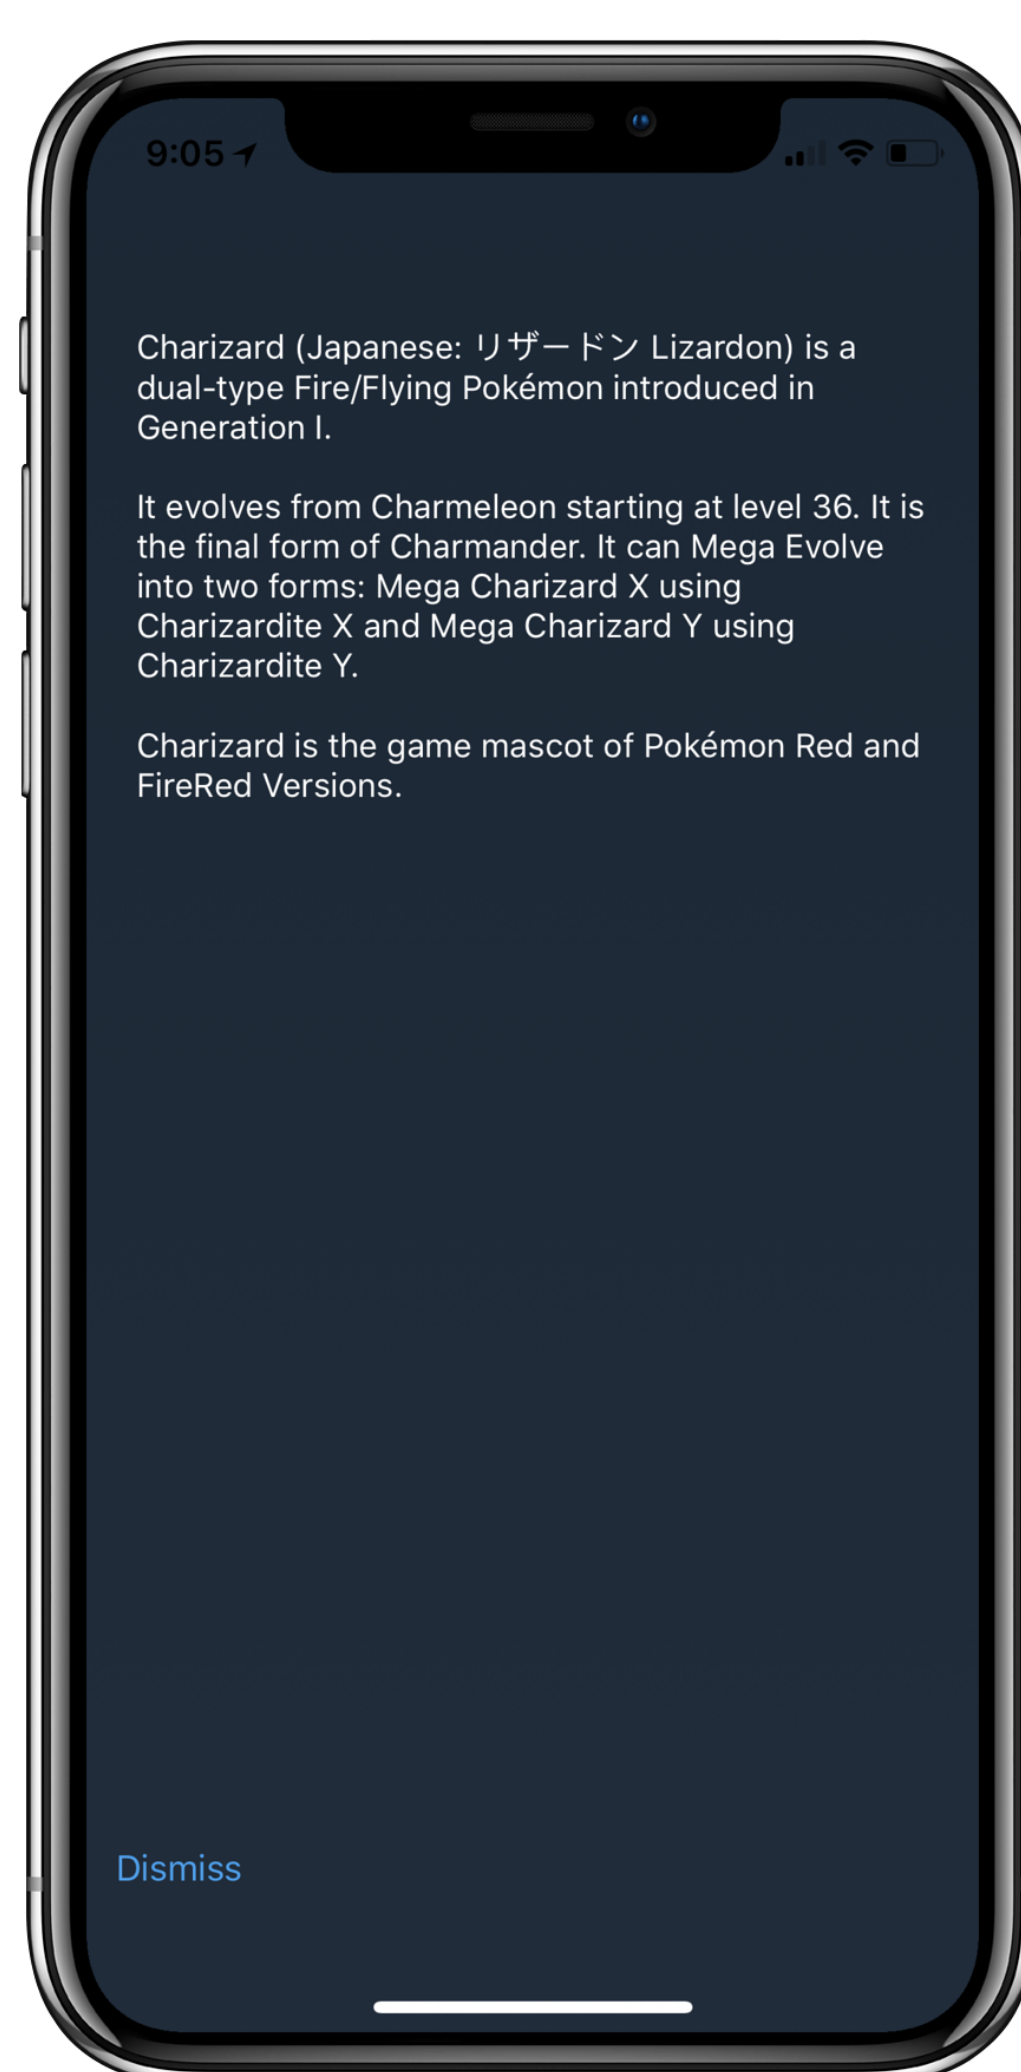 9:05
Charizard (Japanese: リザードン Lizardon) is a
dual-type Fire/Flying Pokémon introduced in
Generation I.
It evolves from Charmeleon starting at level 36. It is
the final form of Charmander. It can Mega Evolve
into two forms: Mega Charizard X using
Charizardite X and Mega Charizard Y using
Charizardite Y.
Charizard is the game mascot of Pokémon Red and
FireRed Versions.
Dismiss